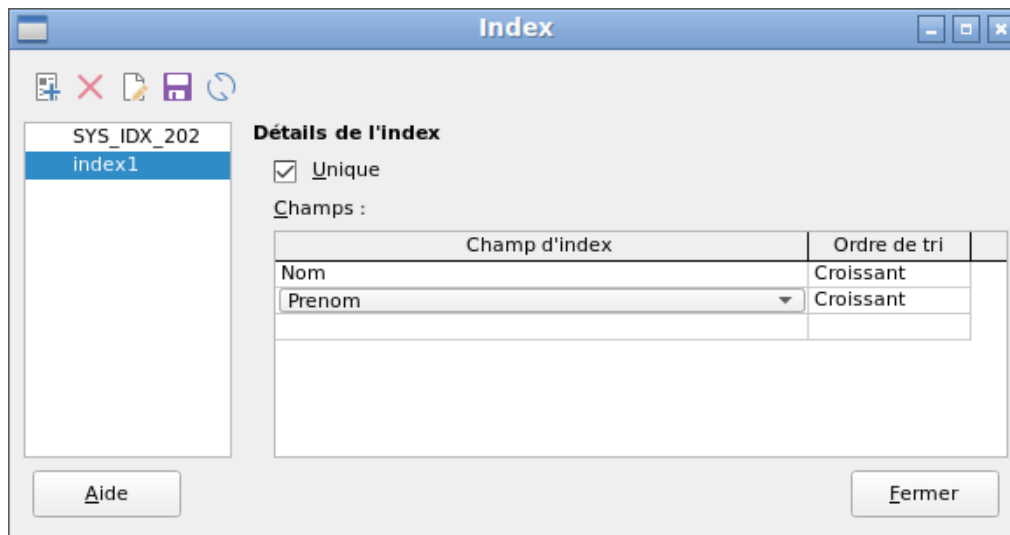 Index
SYS_IDX_202
index1
Détails de l'index
Unique
Champs :
Champ d'index Ordre de tri
Nom Croissant
Prenom Croissant
Aide
Fermer